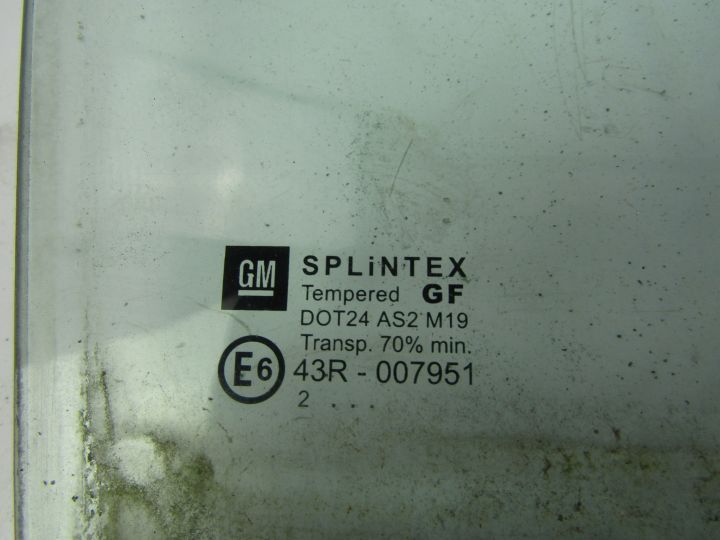 GM SPLiNTEX
Tempered GF
DOT24 AS2 M19
Transp. 70% min.
E6 43R - 007951
2 . . .